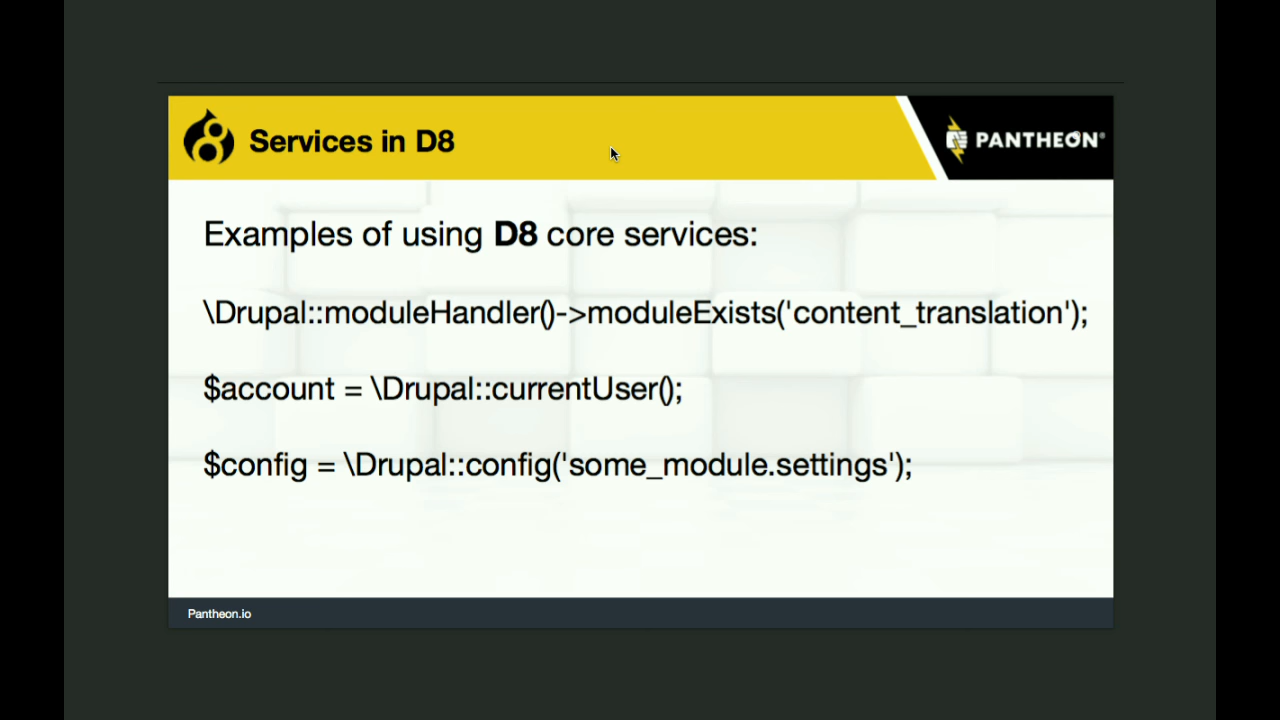 Services in D8
PANTHEON®
Examples of using D8 core services:
\Drupal::moduleHandler()->moduleExists('content_translation');
$account = \Drupal::currentUser();
$config = \Drupal::config('some_module.settings');
Pantheon.io